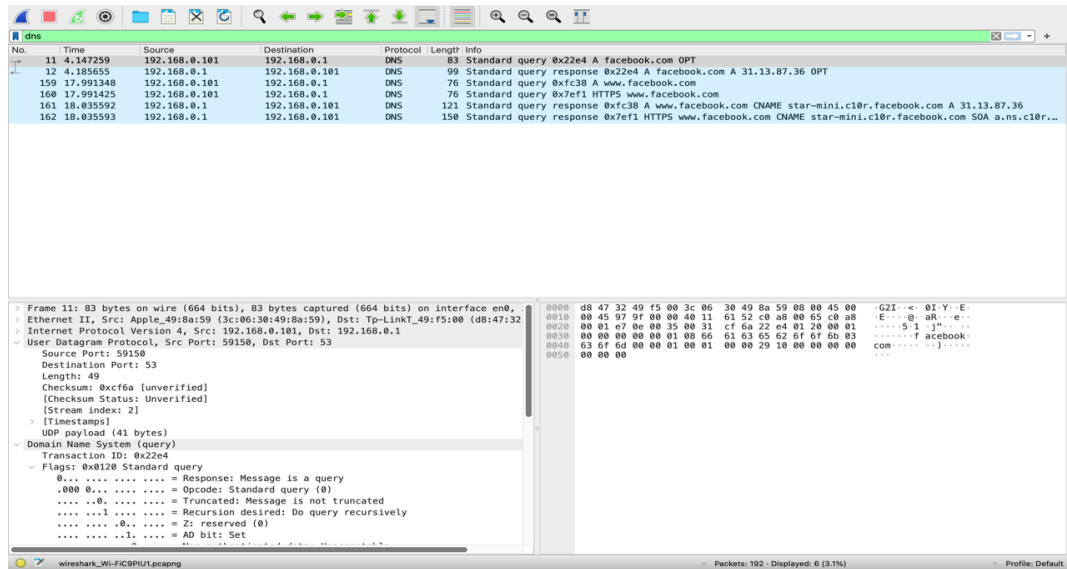 dns
No. Time Source Destination Protocol Length Info
11 4.147259 192.168.0.101 192.168.0.1 DNS 83 Standard query 0x22e4 A facebook.com OPT
12 4.185655 192.168.0.1 192.168.0.101 DNS 99 Standard query response 0x22e4 A facebook.com A 31.13.87.36 OPT
159 17.991348 192.168.0.101 192.168.0.1 DNS 76 Standard query 0xfc38 A www.facebook.com
160 17.991425 192.168.0.101 192.168.0.1 DNS 76 Standard query 0x7ef1 HTTPS www.facebook.com
161 18.035592 192.168.0.1 192.168.0.101 DNS 121 Standard query response 0xfc38 A www.facebook.com CNAME star-mini.c10r.facebook.com A 31.13.87.36
162 18.035593 192.168.0.1 192.168.0.101 DNS 150 Standard query response 0x7ef1 HTTPS www.facebook.com CNAME star-mini.c10r.facebook.com SOA a.ns.c10r.…
Frame 11: 83 bytes on wire (664 bits), 83 bytes captured (664 bits) on interface en0,
Ethernet II, Src: Apple_49:8a:59 (3c:06:30:49:8a:59), Dst: Tp-LinkT_49:f5:00 (d8:47:32
Internet Protocol Version 4, Src: 192.168.0.101, Dst: 192.168.0.1
User Datagram Protocol, Src Port: 59150, Dst Port: 53
Source Port: 59150
Destination Port: 53
Length: 49
Checksum: 0xcf6a [unverified]
[Checksum Status: Unverified]
[Stream index: 2]
[Timestamps]
UDP payload (41 bytes)
Domain Name System (query)
Transaction ID: 0x22e4
Flags: 0x0120 Standard query
0... .... .... .... = Response: Message is a query
.000 0... .... .... = Opcode: Standard query (0)
.... ..0. .... .... = Truncated: Message is not truncated
.... ...1 .... .... = Recursion desired: Do query recursively
.... .... .0.. .... = Z: reserved (0)
.... .... ..1. .... = AD bit: Set
0000 d8 47 32 49 f5 00 3c 06 30 49 8a 59 08 00 45 00 ·G2I··<· 0I·Y··E·
0010 00 45 97 9f 00 00 40 11 61 52 c0 a8 00 65 c0 a8 ·E····@· aR···e··
0020 00 01 e7 0e 00 35 00 31 cf 6a 22 e4 01 20 00 01 ·····5·1 ·j"·· ··
0030 00 00 00 00 00 01 08 66 61 63 65 62 6f 6f 6b 03 ·······f acebook·
0040 63 6f 6d 00 00 01 00 01 00 00 29 10 00 00 00 00 com····· ··)·····
0050 00 00 00 ···
wireshark_Wi-FiC9PIU1.pcapng Packets: 192 · Displayed: 6 (3.1%) Profile: Default